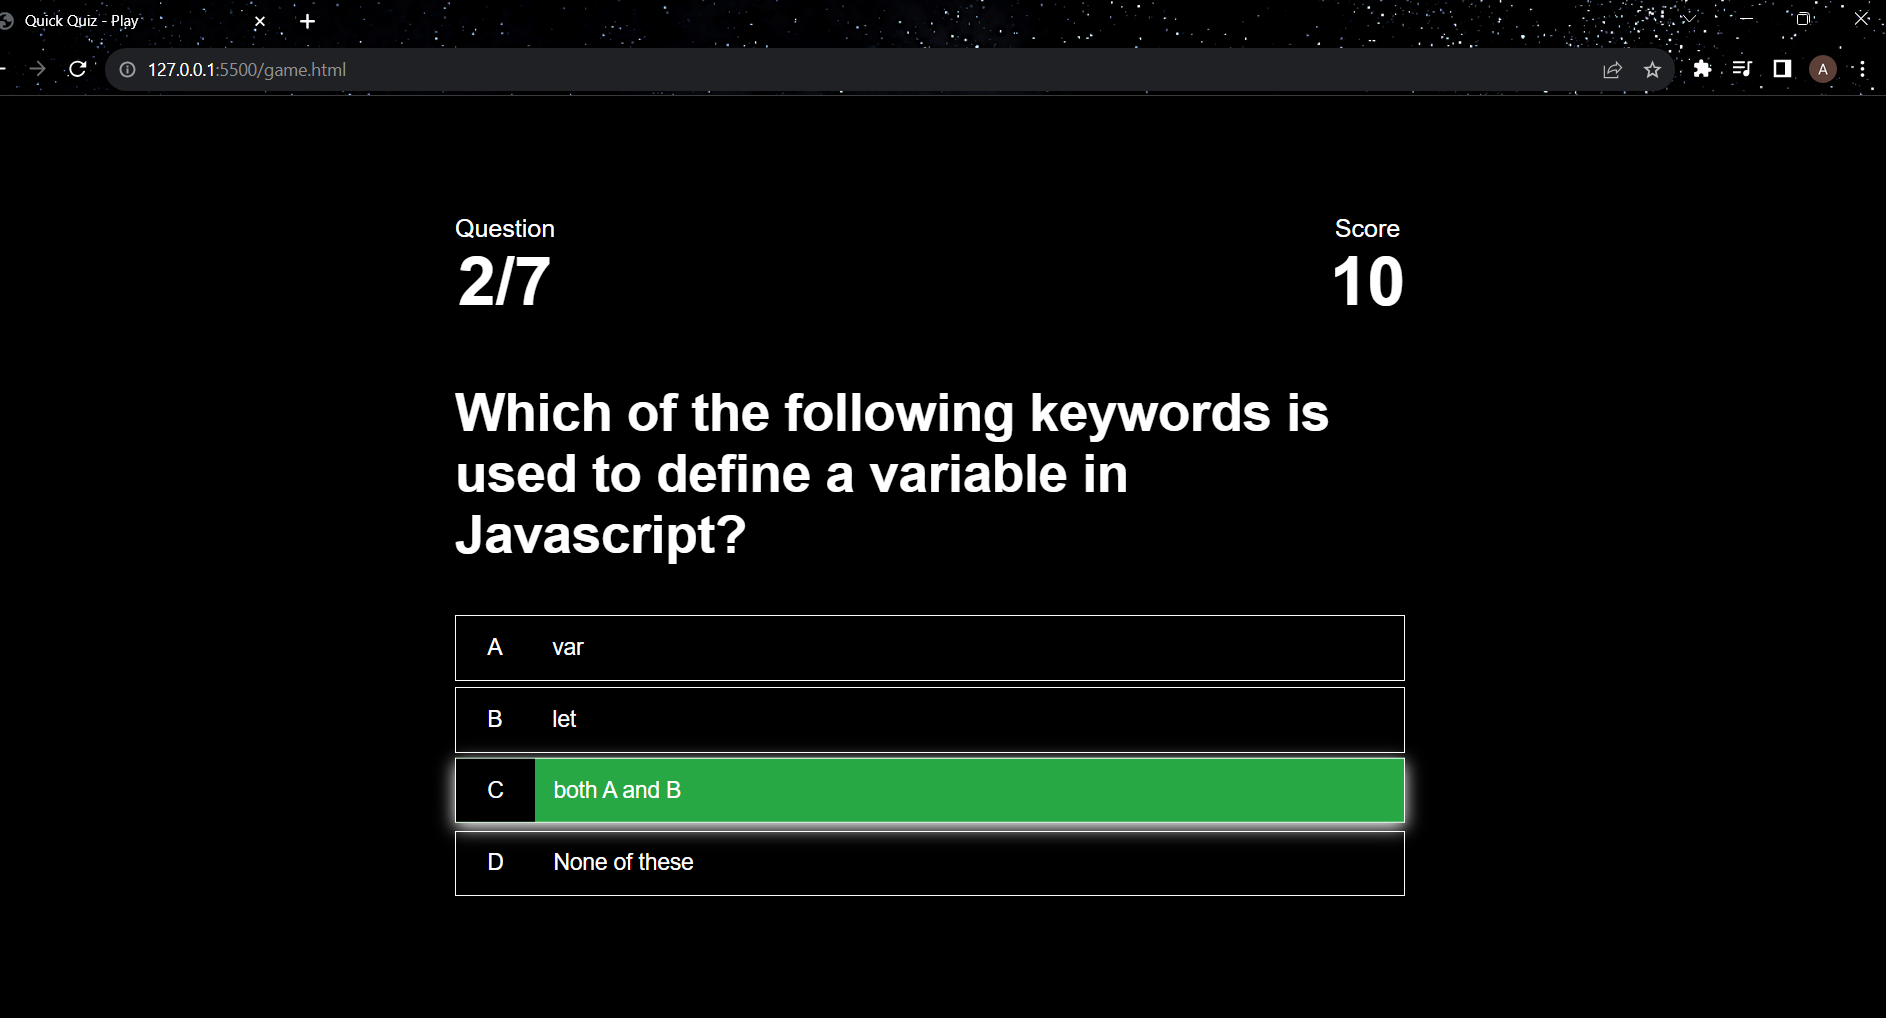 Quick Quiz - Play
127.0.0.1:5500/game.html
A
Question
Score
2/7
10
Which of the following keywords is
used to define a variable in
Javascript?
A var
B let
C both A and B
D None of these